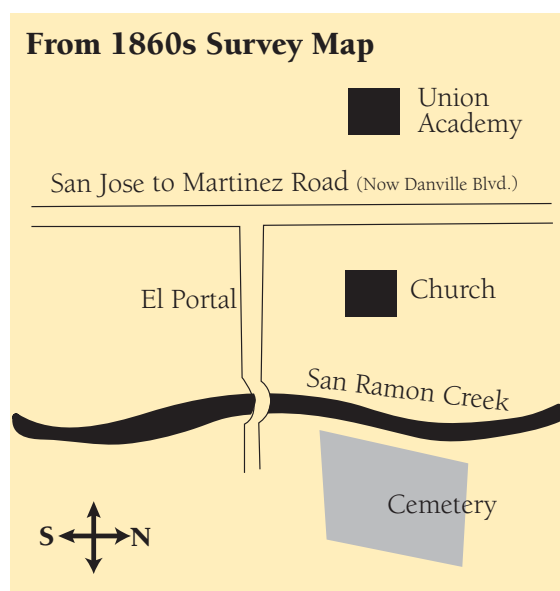 From 1860s Survey Map
Union
Academy
San Jose to Martinez Road (Now Danville Blvd.)
El Portal
Church
San Ramon Creek
Cemetery
S N